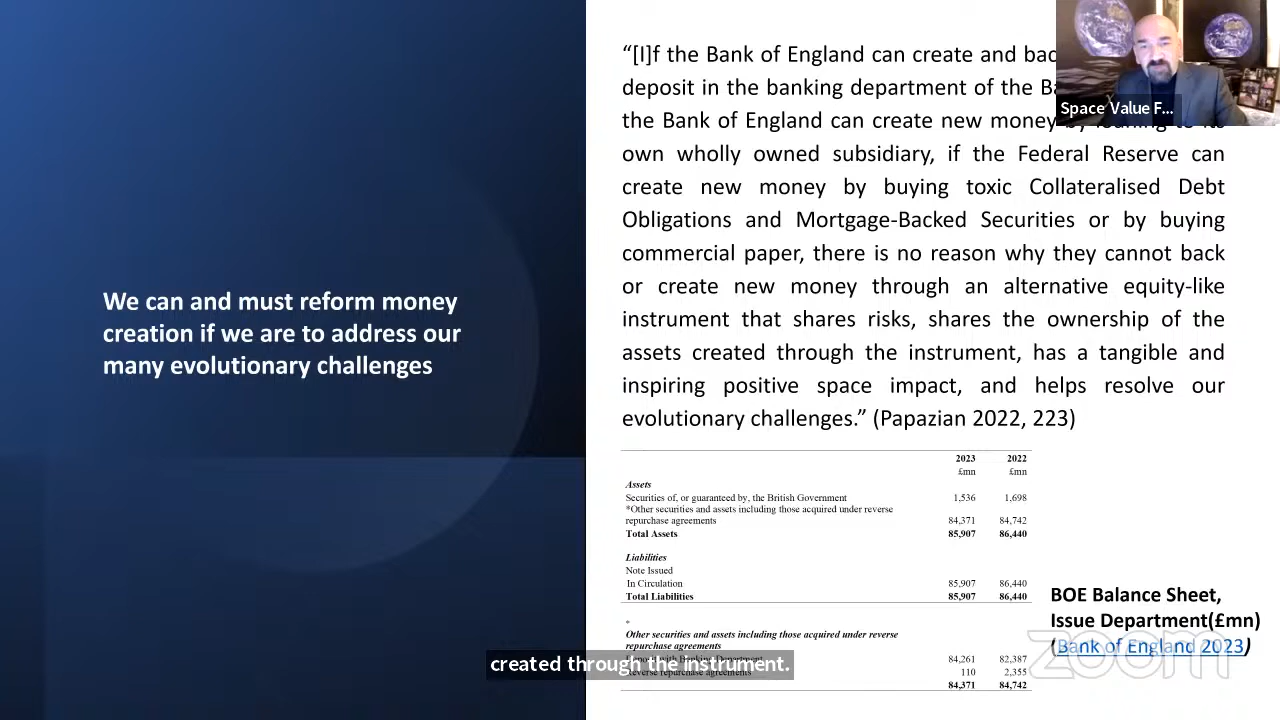 We can and must reform money
creation if we are to address our
many evolutionary challenges
“[I]f the Bank of England can create and
deposit in the banking department of the
the Bank of England can create new money by
own wholly owned subsidiary, if the Federal Reserve can
create new money by buying toxic Collateralised Debt
Obligations and Mortgage-Backed Securities or by buying
commercial paper, there is no reason why they cannot back
or create new money through an alternative equity-like
instrument that shares risks, shares the ownership of the
assets created through the instrument, has a tangible and
inspiring positive space impact, and helps resolve our
evolutionary challenges.” (Papazian 2022, 223)
Space Value F...
2023 2022
£mn £mn
Assets
Securities of, or guaranteed by, the British Government 1,536 1,698
*Other securities and assets including those acquired under reverse
repurchase agreements 84,371 84,742
Total Assets 85,907 86,440
Liabilities
Note Issued
In Circulation 85,907 86,440
Total Liabilities 85,907 86,440
*
Other securities and assets including those acquired under reverse
repurchase agreements
84,261 82,387
110 2,355
84,371 84,742
BOE Balance Sheet,
Issue Department(£mn)
(Bank of England 2023)
created through the instrument.
zoom